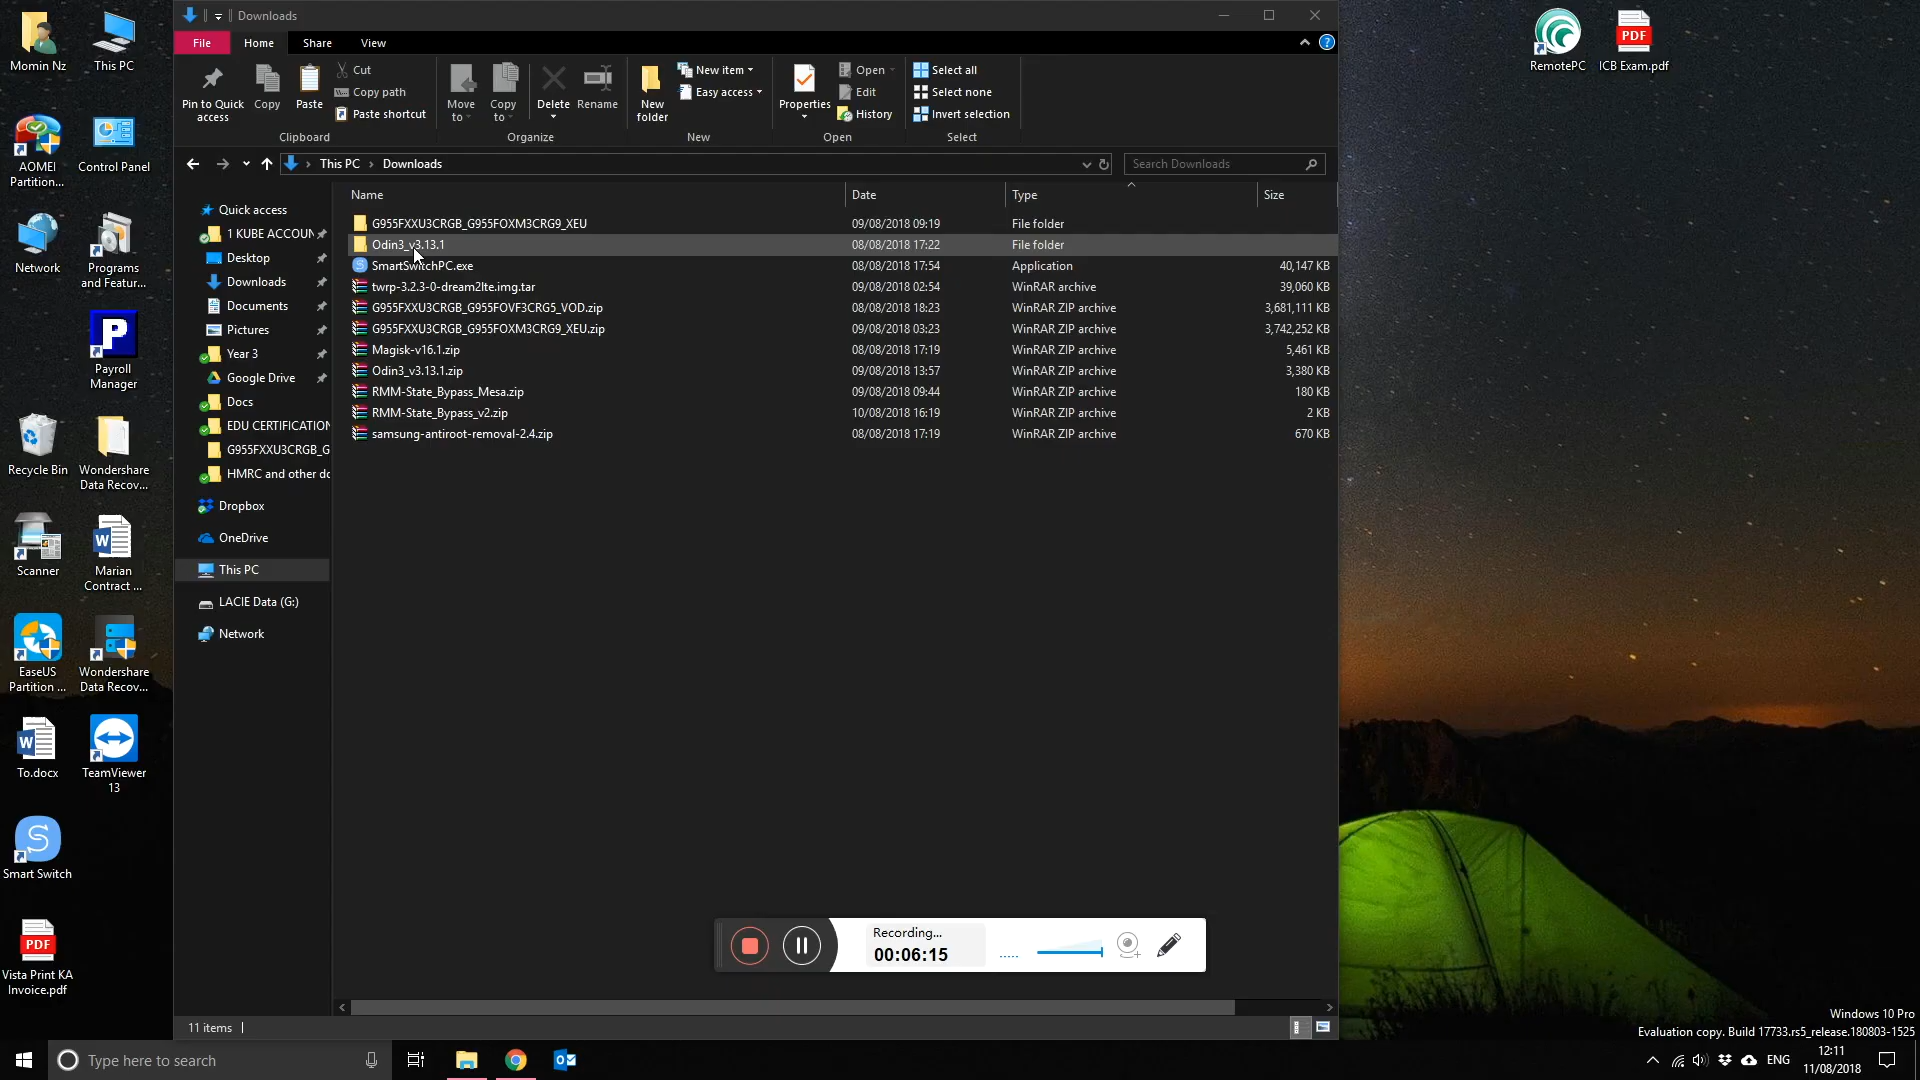 Downloads
File
Home
Share
View
Pin to Quick
access
Copy
Paste
Cut
Copy path
Paste shortcut
Clipboard
Move
to
Copy
to
Delete
Rename
Organize
New
folder
New item
Easy access
New
Properties
Open
Edit
History
Open
Select all
Select none
Invert selection
Select
This PC
Downloads
Search Downloads
Name
Date
Type
Size
G955FXXU3CRGB_G955FOXM3CRG9_XEU 09/08/2018 09:19 File folder
Odin3_v3.13.1 08/08/2018 17:22 File folder
SmartSwitchPC.exe 08/08/2018 17:54 Application 40,147 KB
twrp-3.2.3-0-dream2lte.img.tar 09/08/2018 02:54 WinRAR archive 39,060 KB
G955FXXU3CRGB_G955FOVF3CRG5_VOD.zip 08/08/2018 18:23 WinRAR ZIP archive 3,681,111 KB
G955FXXU3CRGB_G955FOXM3CRG9_XEU.zip 09/08/2018 03:23 WinRAR ZIP archive 3,742,252 KB
Magisk-v16.1.zip 08/08/2018 17:19 WinRAR ZIP archive 5,461 KB
Odin3_v3.13.1.zip 09/08/2018 13:57 WinRAR ZIP archive 3,380 KB
RMM-State_Bypass_Mesa.zip 09/08/2018 09:44 WinRAR ZIP archive 180 KB
RMM-State_Bypass_v2.zip 10/08/2018 16:19 WinRAR ZIP archive 2 KB
samsung-antiroot-removal-2.4.zip 08/08/2018 17:19 WinRAR ZIP archive 670 KB
Quick access
1 KUBE ACCOUN
Desktop
Downloads
Documents
Pictures
Year 3
Google Drive
Docs
EDU CERTIFICATION
G955FXXU3CRGB_G
HMRC and other do
Dropbox
OneDrive
This PC
LACIE Data (G:)
Network
11 items
Momin Nz
This PC
AOMEI
Partition...
Control Panel
Network
Programs
and Featur...
P
Payroll
Manager
Recycle Bin
Wondershare
Data Recov...
Scanner
Marian
Contract ...
EaseUS
Partition ...
Wondershare
Data Recov...
To.docx
TeamViewer
13
S
Smart Switch
PDF
Vista Print KA
Invoice.pdf
RemotePC
PDF
ICB Exam.pdf
Recording...
00:06:15
Windows 10 Pro
Evaluation copy. Build 17733.rs5_release.180803-1525
Type here to search
ENG
12:11
11/08/2018